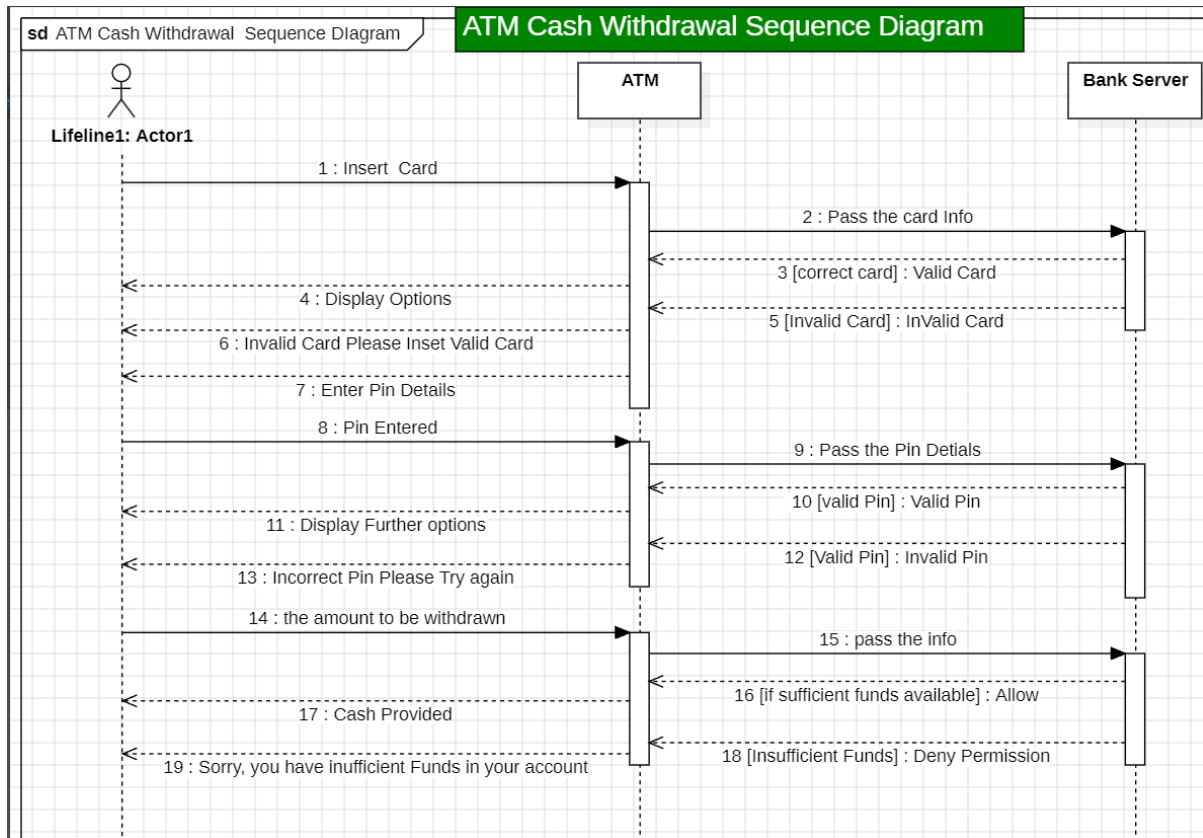 sd ATM Cash Withdrawal Sequence DIagram
ATM Cash Withdrawal Sequence Diagram
Lifeline1: Actor1
ATM
Bank Server
1 : Insert Card
2 : Pass the card Info
3 [correct card] : Valid Card
4 : Display Options
5 [Invalid Card] : InValid Card
6 : Invalid Card Please Inset Valid Card
7 : Enter Pin Details
8 : Pin Entered
9 : Pass the Pin Detials
10 [valid Pin] : Valid Pin
11 : Display Further options
12 [Valid Pin] : Invalid Pin
13 : Incorrect Pin Please Try again
14 : the amount to be withdrawn
15 : pass the info
16 [if sufficient funds available] : Allow
17 : Cash Provided
18 [Insufficient Funds] : Deny Permission
19 : Sorry, you have inufficient Funds in your account